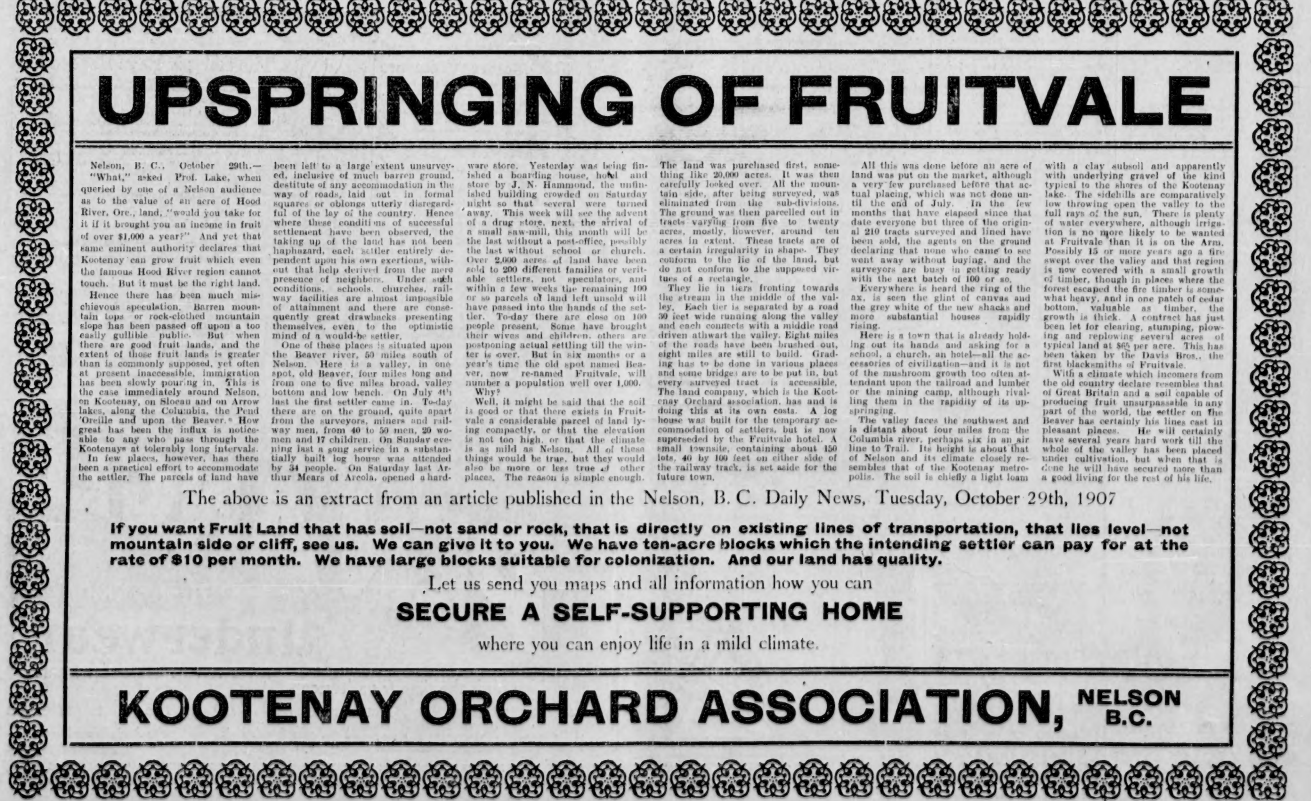 UPSPRINGING OF FRUITVALE
Nelson, B. C., October 29th.—
"What," asked Prof. Lake, when
queried by one of a Nelson audience
as to the value of an acre of Hood
River, Ore., land, "would you take for
it if it brought you an income in fruit
of over $1,000 a year?" And yet that
same eminent authority declares that
Kootenay can grow fruit which even
the famous Hood River region cannot
touch. But it must be the right land.
Hence there has been much mis-
chievous speculation. Barren moun-
tain tops or rock-clothed mountain
slope has been passed off upon a too
easily gullible public. But when
there are good fruit lands, and the
extent of those fruit lands is greater
than is commonly supposed, yet often
at present inaccessible, immigration
has been slowly pouring in. This is
the case immediately around Nelson,
on Kootenay, on Slocan and on Arrow
lakes, along the Columbia, the Pend
'Oreille and upon the Beaver. How
great has been the influx is notice-
able to any who pass through the
Kootenays at tolerably long intervals.
In few places, however, has there
been a practical effort to accommodate
the settler. The parcels of land have
been left to a large extent unsurvey-
ed, inclusive of much barren ground,
destitute of any accommodation in the
way of roads, laid out in formal
squares or oblongs utterly disregard-
ful of the lay of the country. Hence
where these conditions of successful
settlement have been observed, the
taking up of the land has not been
haphazard, each settler entirely de-
pendent upon his own exertions, with-
out that help derived from the mere
presence of neighbors. Under such
conditions, schools, churches, rail-
way facilities are almost impossible
of attainment and there are conse-
quently great drawbacks presenting
themselves, even to the optimistic
mind of a would-be settler.
One of these places is situated upon
the Beaver river, 50 miles south of
Nelson. Here is a valley, in one
spot, old Beaver, four miles long and
from one to five miles broad, valley
bottom and low bench. On July 4th
last the first settler came in. To-day
there are on the ground, quite apart
from the surveyors, miners and rail-
way men, from 40 to 50 men, 20 wo-
men and 17 children. On Sunday eve-
ning last a song service in a substan-
tially built log house was attended
by 34 people. On Saturday last Ar-
thur Mears of Arcola, opened a hard-
ware store. Yesterday was being fin-
ished a boarding house, hotel and
store by J. N. Hammond, the unfin-
ished building crowded on Saturday
night so that several were turned
away. This week will see the advent
of a drug store, next, the arrival of
a small saw-mill, this month will be
the last without a post-office, possibly
the last without school or church.
Over 2,000 acres of land have been
sold to 200 different families or verit-
able settlers, not speculators, and
within a few weeks the remaining 100
or so parcels of land left unsold will
have passed into the hands of the set-
tler. To-day there are close on 100
people present. Some have brought
their wives and children, others are
postponing actual settling till the win-
ter is over. But in six months or a
year's time the old spot named Bea-
ver, now re-named Fruitvale, will
number a population well over 1,000.
Why?
Well, it might be said that the soil
is good or that there exists in Fruit-
vale a considerable parcel of land ly-
ing compactly, or that the elevation
is not too high, or that the climate
is as mild as Nelson. All of these
things would be true, but they would
also be more or less true of other
places. The reason is simple enough.
The land was purchased first, some-
thing like 20,000 acres. It was then
carefully looked over. All the moun-
tain side, after being surveyed, was
eliminated from the sub-divisions.
The ground was then parcelled out in
tracts varying from five to twenty
acres, mostly, however, around ten
acres in extent. These tracts are of
a certain irregularity in shape. They
conform to the lie of the land, but
do not conform to the supposed vir-
tues of a rectangle.
They lie in tiers fronting towards
the stream in the middle of the val-
ley. Each tier is separated by a road
50 feet wide running along the valley
and each connects with a middle road
driven athwart the valley. Eight miles
of the roads have been brushed out,
eight miles are still to build. Grad-
ing has to be done in various places
and some bridges are to be put in, but
every surveyed tract is accessible.
The land company, which is the Koot-
enay Orchard association, has and is
doing this at its own costs. A log
house was built for the temporary ac-
commodation of settlers, but is now
superseded by the Fruitvale hotel. A
small townsite, containing about 150
lots, 46 by 100 feet on either side of
the railway track, is set aside for the
future town.
All this was done before an acre of
land was put on the market, although
a very few purchased before that ac-
tual placing, which was not done un-
til the end of July. In the few
months that have elapsed since that
date everyone but three of the origin-
al 210 tracts surveyed and lined have
been sold, the agents on the ground
declaring that none who came to see
went away without buying, and the
surveyors are busy in getting ready
with the next batch of 100 or so.
Everywhere is heard the ring of the
ax, is seen the glint of canvas and
the grey white of the new shacks and
more substantial houses rapidly
rising.
Here is a town that is already hold-
ing out its hands and asking for a
school, a church, an hotel—all the ac-
cessories of civilization—and it is not
of the mushroom growth too often at-
tendant upon the railroad and lumber
or the mining camp, although rival-
ling them in the rapidity of its up-
springing.
The valley faces the southwest and
is distant about four miles from the
Columbia river, perhaps six in an air
line to Trail. Its height is about that
of Nelson and its climate closely re-
sembles that of the Kootenay metro-
polis. The soil is chiefly a light loam
with a clay subsoil and apparently
with underlying gravel of the kind
typical to the shores of the Kootenay
lake. The sidehills are comparatively
low throwing open the valley to the
full rays of the sun. There is plenty
of water everywhere, although irriga-
tion is no more likely to be wanted
at Fruitvale than it is on the Arm.
Possibly 15 or more years ago a fire
swept over the valley and that region
is now covered with a small growth
of timber, though in places where the
forest escaped the fire timber is some-
what heavy, and in one patch of cedar
bottom, valuable as timber, the
growth is thick. A contract has just
been let for clearing, stumping, plow-
ing and replowing several acres of
typical land at $65 per acre. This has
been taken by the Davis Bros., the
first blacksmiths of Fruitvale.
With a climate which incomers from
the old country declare resembles that
of Great Britain and a soil capable of
producing fruit unsurpassable in any
part of the world, the settler on the
Beaver has certainly his lines cast in
pleasant places. He will certainly
have several years hard work till the
whole of the valley has been placed
under cultivation, but when that is
done he will have secured more than
a good living for the rest of his life.
The above is an extract from an article published in the Nelson, B. C. Daily News, Tuesday, October 29th, 1907
If you want Fruit Land that has soil—not sand or rock, that is directly on existing lines of transportation, that lies level—not
mountain side or cliff, see us. We can give it to you. We have ten-acre blocks which the intending settler can pay for at the
rate of $10 per month. We have large blocks suitable for colonization. And our land has quality.
Let us send you maps and all information how you can
SECURE A SELF-SUPPORTING HOME
where you can enjoy life in a mild climate.
KOOTENAY ORCHARD ASSOCIATION, NELSON
B.C.